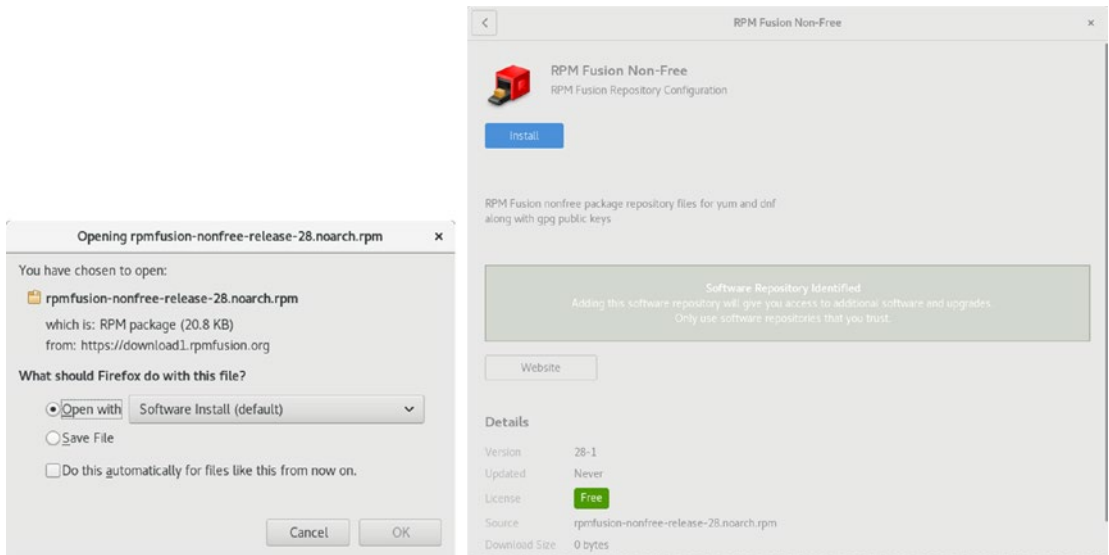 Opening rpmfusion-nonfree-release-28.noarch.rpm ×
You have chosen to open:
rpmfusion-nonfree-release-28.noarch.rpm
which is: RPM package (20.8 KB)
from: https://download1.rpmfusion.org
What should Firefox do with this file?
Open with Software Install (default)
Save File
Do this automatically for files like this from now on.
Cancel OK
RPM Fusion Non-Free ×
RPM Fusion Non-Free
RPM Fusion Repository Configuration
Install
RPM Fusion nonfree package repository files for yum and dnf
along with gpg public keys
Software Repository Identified
Adding this software repository will give you access to additional software and upgrades.
Only use software repositories that you trust.
Website
Details
Version 28-1
Updated Never
License Free
Source rpmfusion-nonfree-release-28.noarch.rpm
Download Size 0 bytes